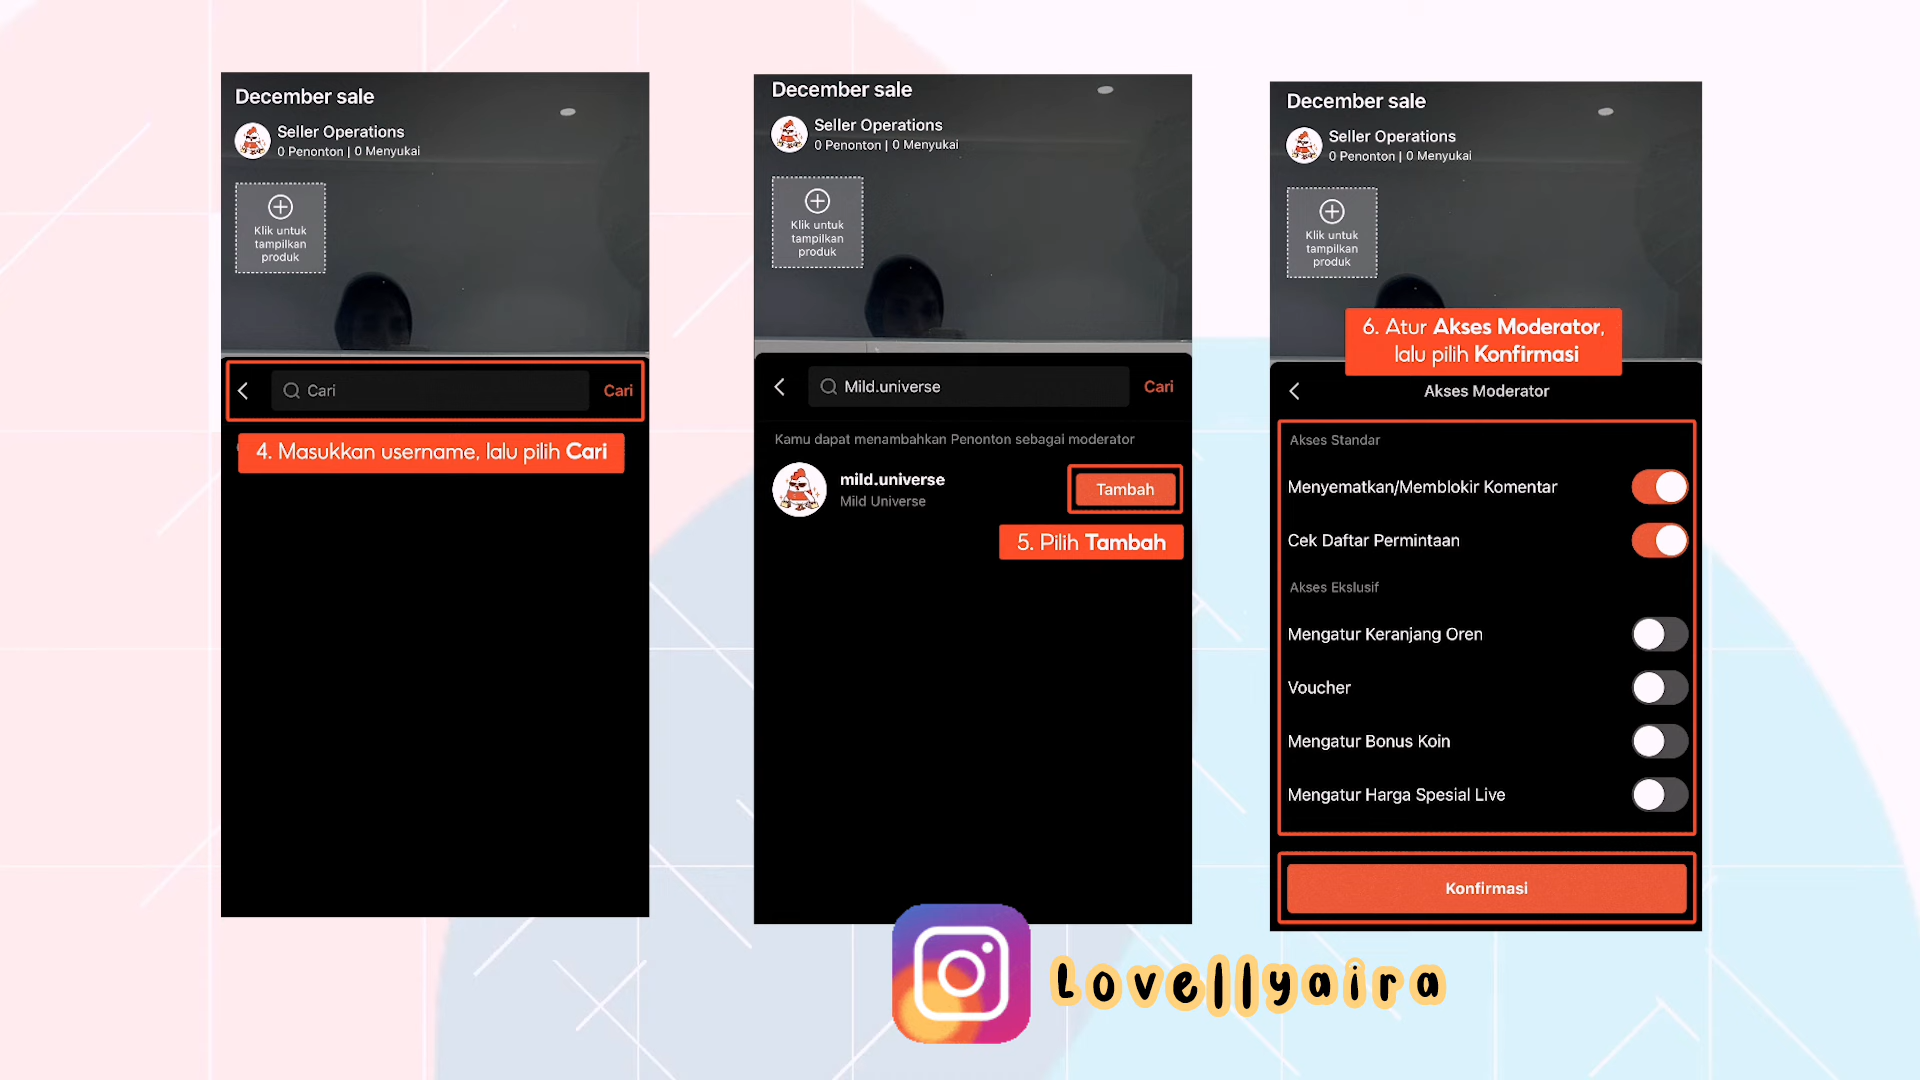 December sale
Seller Operations
0 Penonton | 0 Menyukai
Klik untuk
tampilkan
produk
Cari
Cari
4. Masukkan username, lalu pilih Cari
December sale
Seller Operations
0 Penonton | 0 Menyukai
Klik untuk
tampilkan
produk
Mild.universe
Cari
Kamu dapat menambahkan Penonton sebagai moderator
mild.universe
Mild Universe
Tambah
5. Pilih Tambah
December sale
Seller Operations
0 Penonton | 0 Menyukai
Klik untuk
tampilkan
produk
6. Atur Akses Moderator,
lalu pilih Konfirmasi
Akses Moderator
Akses Standar
Menyematkan/Memblokir Komentar
Cek Daftar Permintaan
Akses Ekslusif
Mengatur Keranjang Oren
Voucher
Mengatur Bonus Koin
Mengatur Harga Spesial Live
Konfirmasi
Lovellyaira